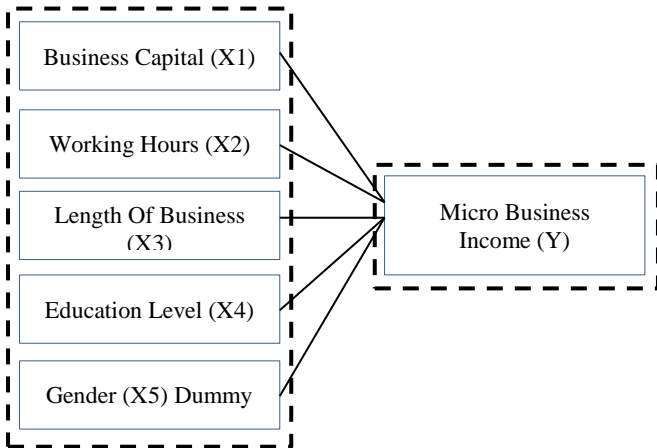 Business Capital (X1)
Working Hours (X2)
Length Of Business
(X3)
Education Level (X4)
Gender (X5) Dummy
Micro Business
Income (Y)